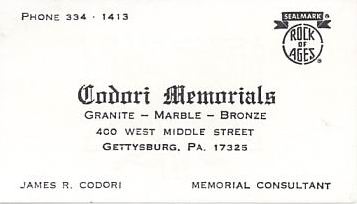 PHONE 334 · 1413
SEALMARK ®
ROCK OF AGES ®
Codori Memorials
GRANITE – MARBLE – BRONZE
400 WEST MIDDLE STREET
GETTYSBURG, PA. 17325
JAMES R. CODORI MEMORIAL CONSULTANT